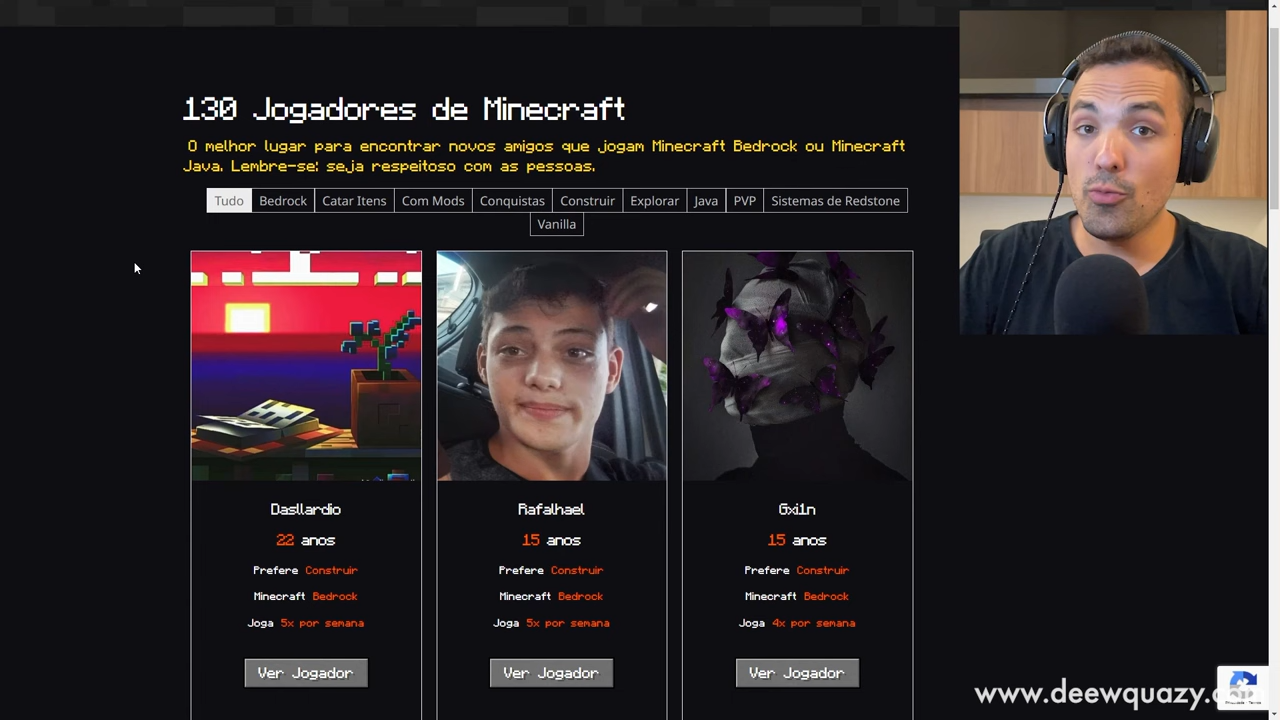 130 Jogadores de Minecraft
O melhor lugar para encontrar novos amigos que jogam Minecraft Bedrock ou Minecraft
Java. Lembre-se: seja respeitoso com as pessoas.
Tudo Bedrock Catar Itens Com Mods Conquistas Construir Explorar Java PVP Sistemas de Redstone
Vanilla
Dasllardio Rafalhael Gxi1n
22 anos 15 anos 15 anos
Prefere Construir Prefere Construir Prefere Construir
Minecraft Bedrock Minecraft Bedrock Minecraft Bedrock
Joga 5x por semana Joga 5x por semana Joga 4x por semana
Ver Jogador Ver Jogador Ver Jogador